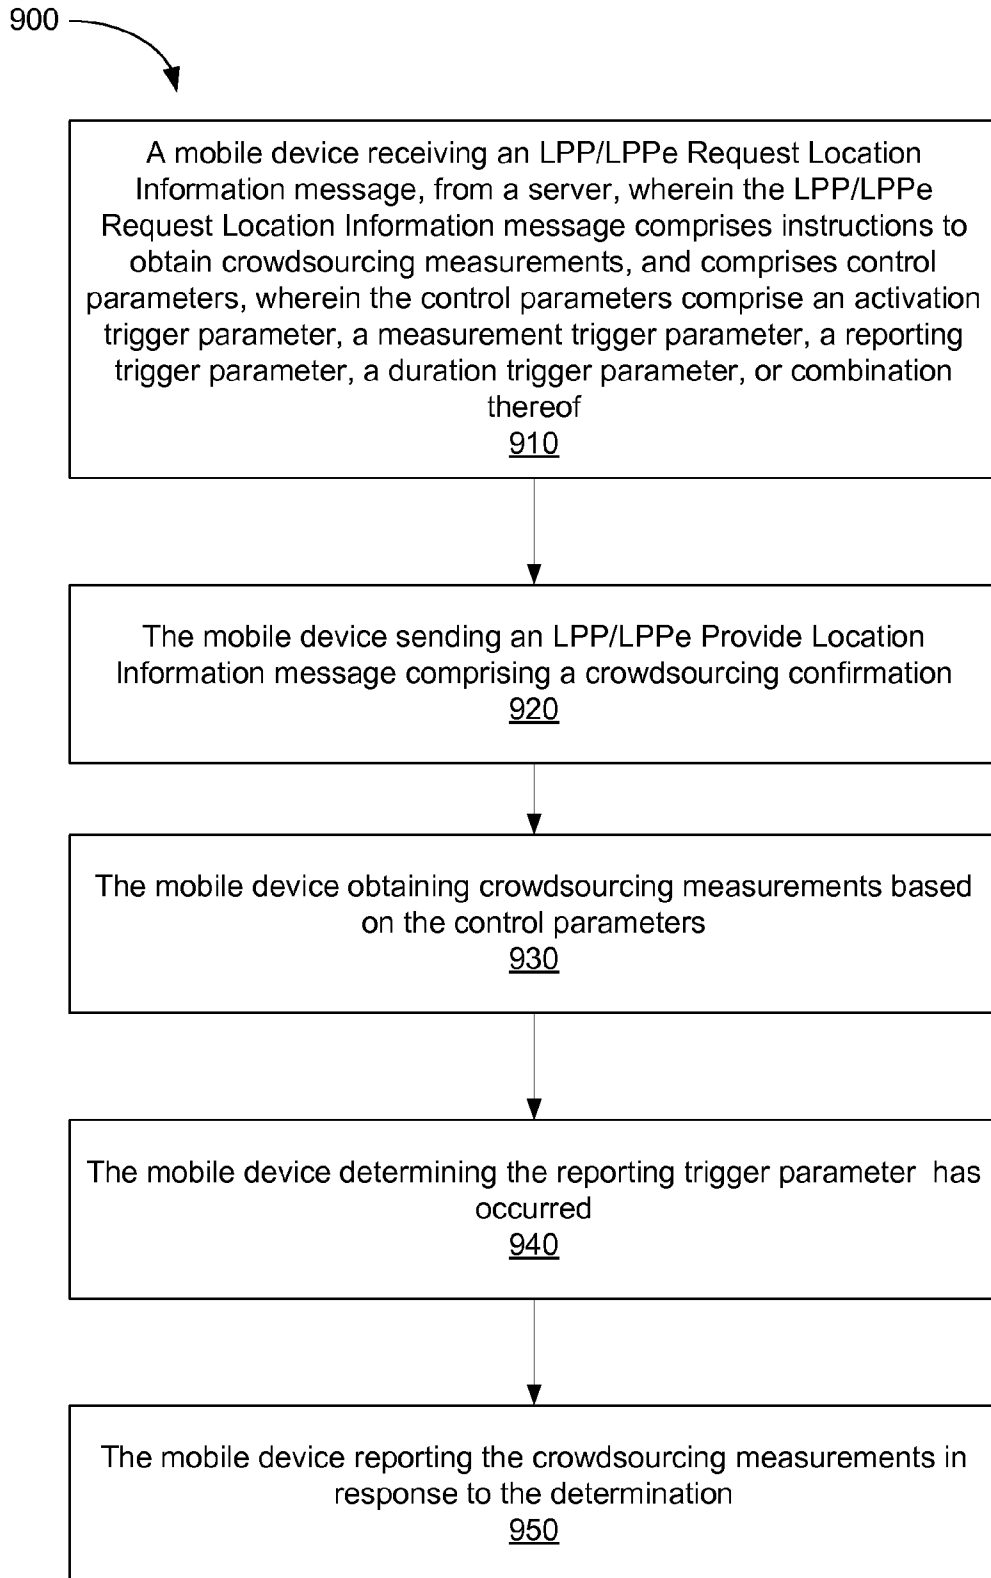 900
A mobile device receiving an LPP/LPPe Request Location
Information message, from a server, wherein the LPP/LPPe
Request Location Information message comprises instructions to
obtain crowdsourcing measurements, and comprises control
parameters, wherein the control parameters comprise an activation
trigger parameter, a measurement trigger parameter, a reporting
trigger parameter, a duration trigger parameter, or combination
thereof
910
The mobile device sending an LPP/LPPe Provide Location
Information message comprising a crowdsourcing confirmation
920
The mobile device obtaining crowdsourcing measurements based
on the control parameters
930
The mobile device determining the reporting trigger parameter has
occurred
940
The mobile device reporting the crowdsourcing measurements in
response to the determination
950